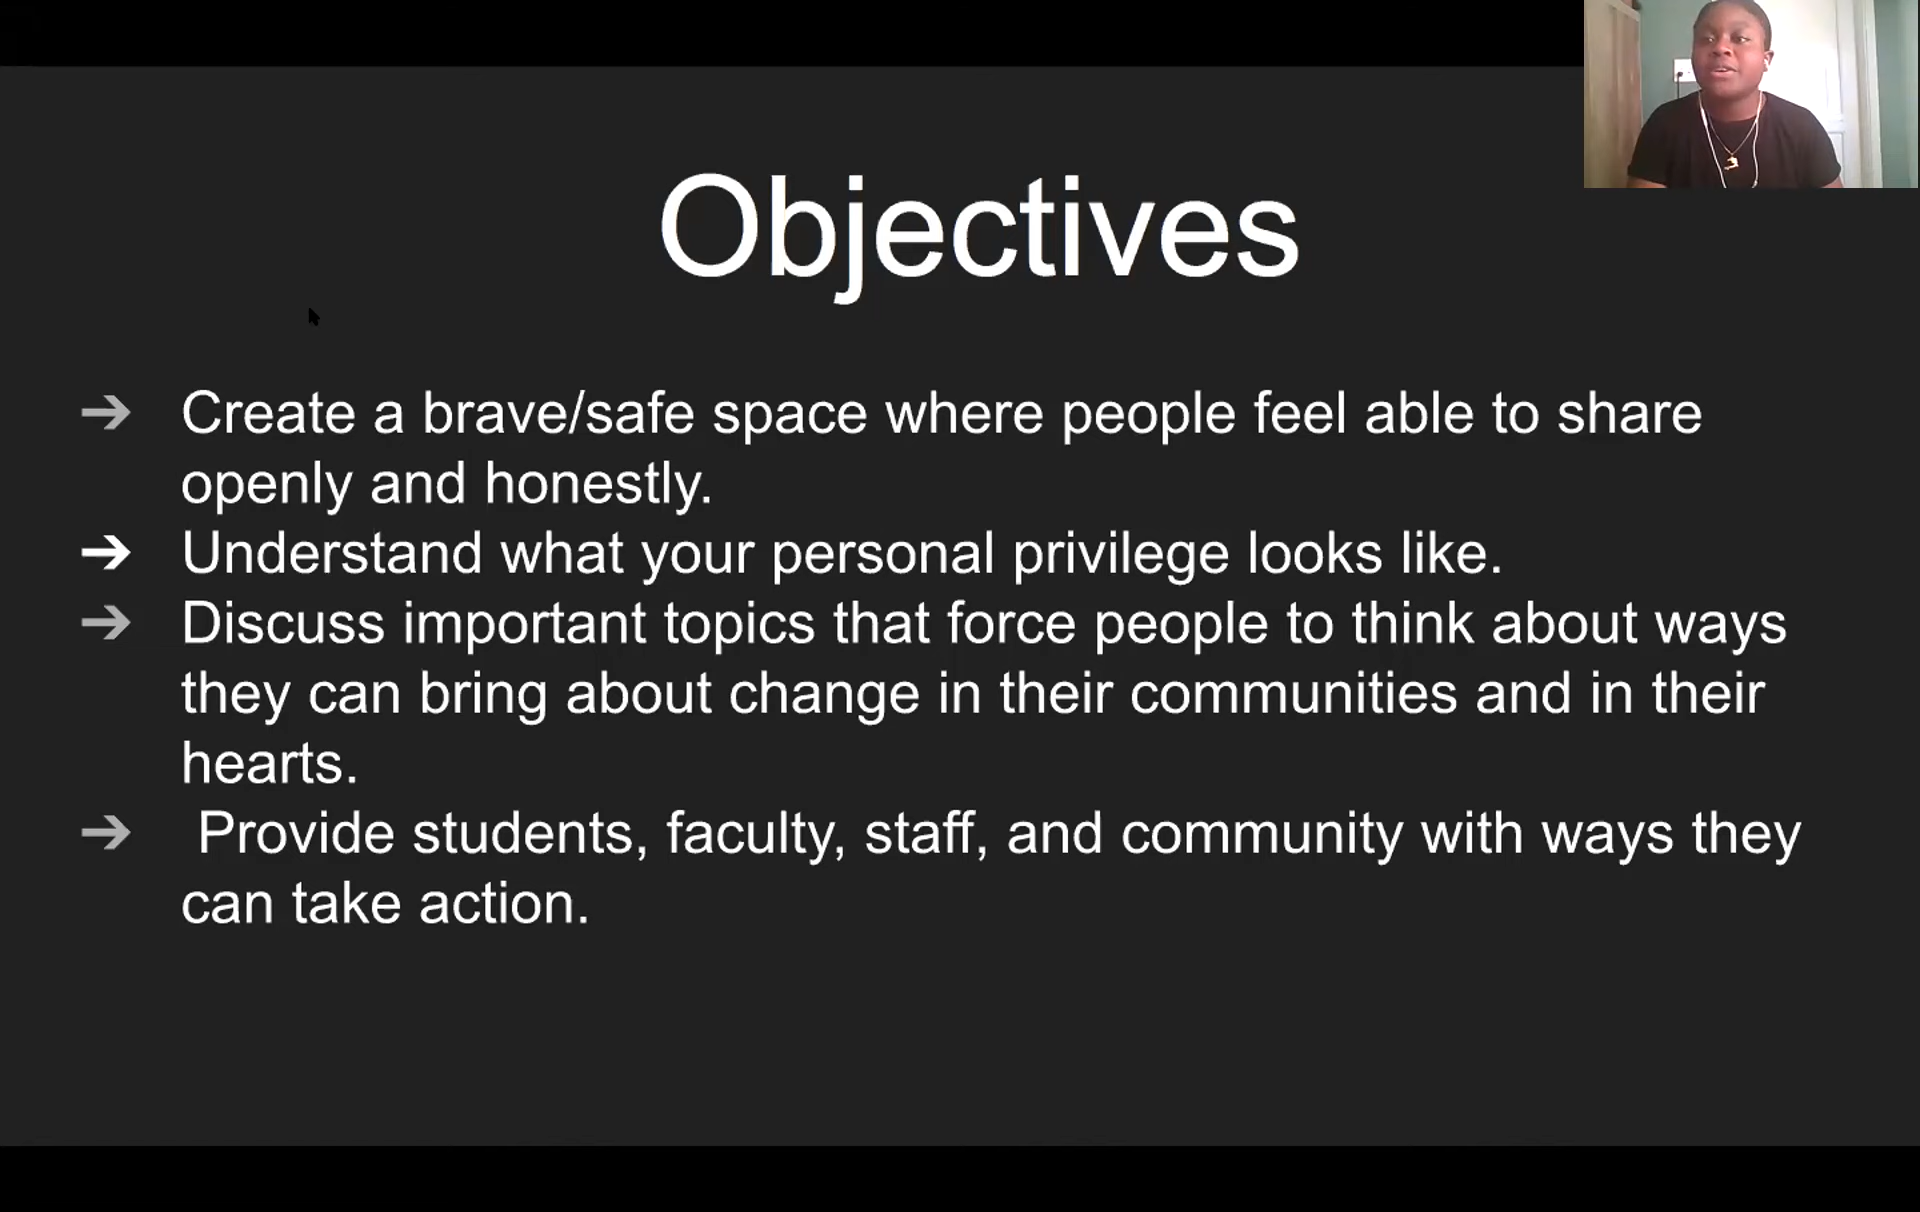 Objectives
➔ Create a brave/safe space where people feel able to share
openly and honestly.
➔ Understand what your personal privilege looks like.
➔ Discuss important topics that force people to think about ways
they can bring about change in their communities and in their
hearts.
➔ Provide students, faculty, staff, and community with ways they
can take action.